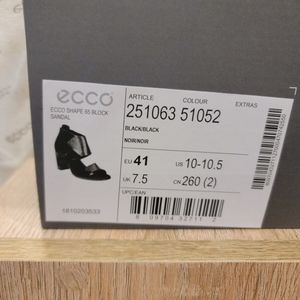 ecco
ECCO SHAPE 65 BLOCK
SANDAL
ARTICLE COLOUR EXTRAS
251063 51052
BLACK/BLACK
NOIR/NOIR
EU 41 US 10-10.5
UK 7.5 CN 260 (2)
UPC/EAN
1810203533